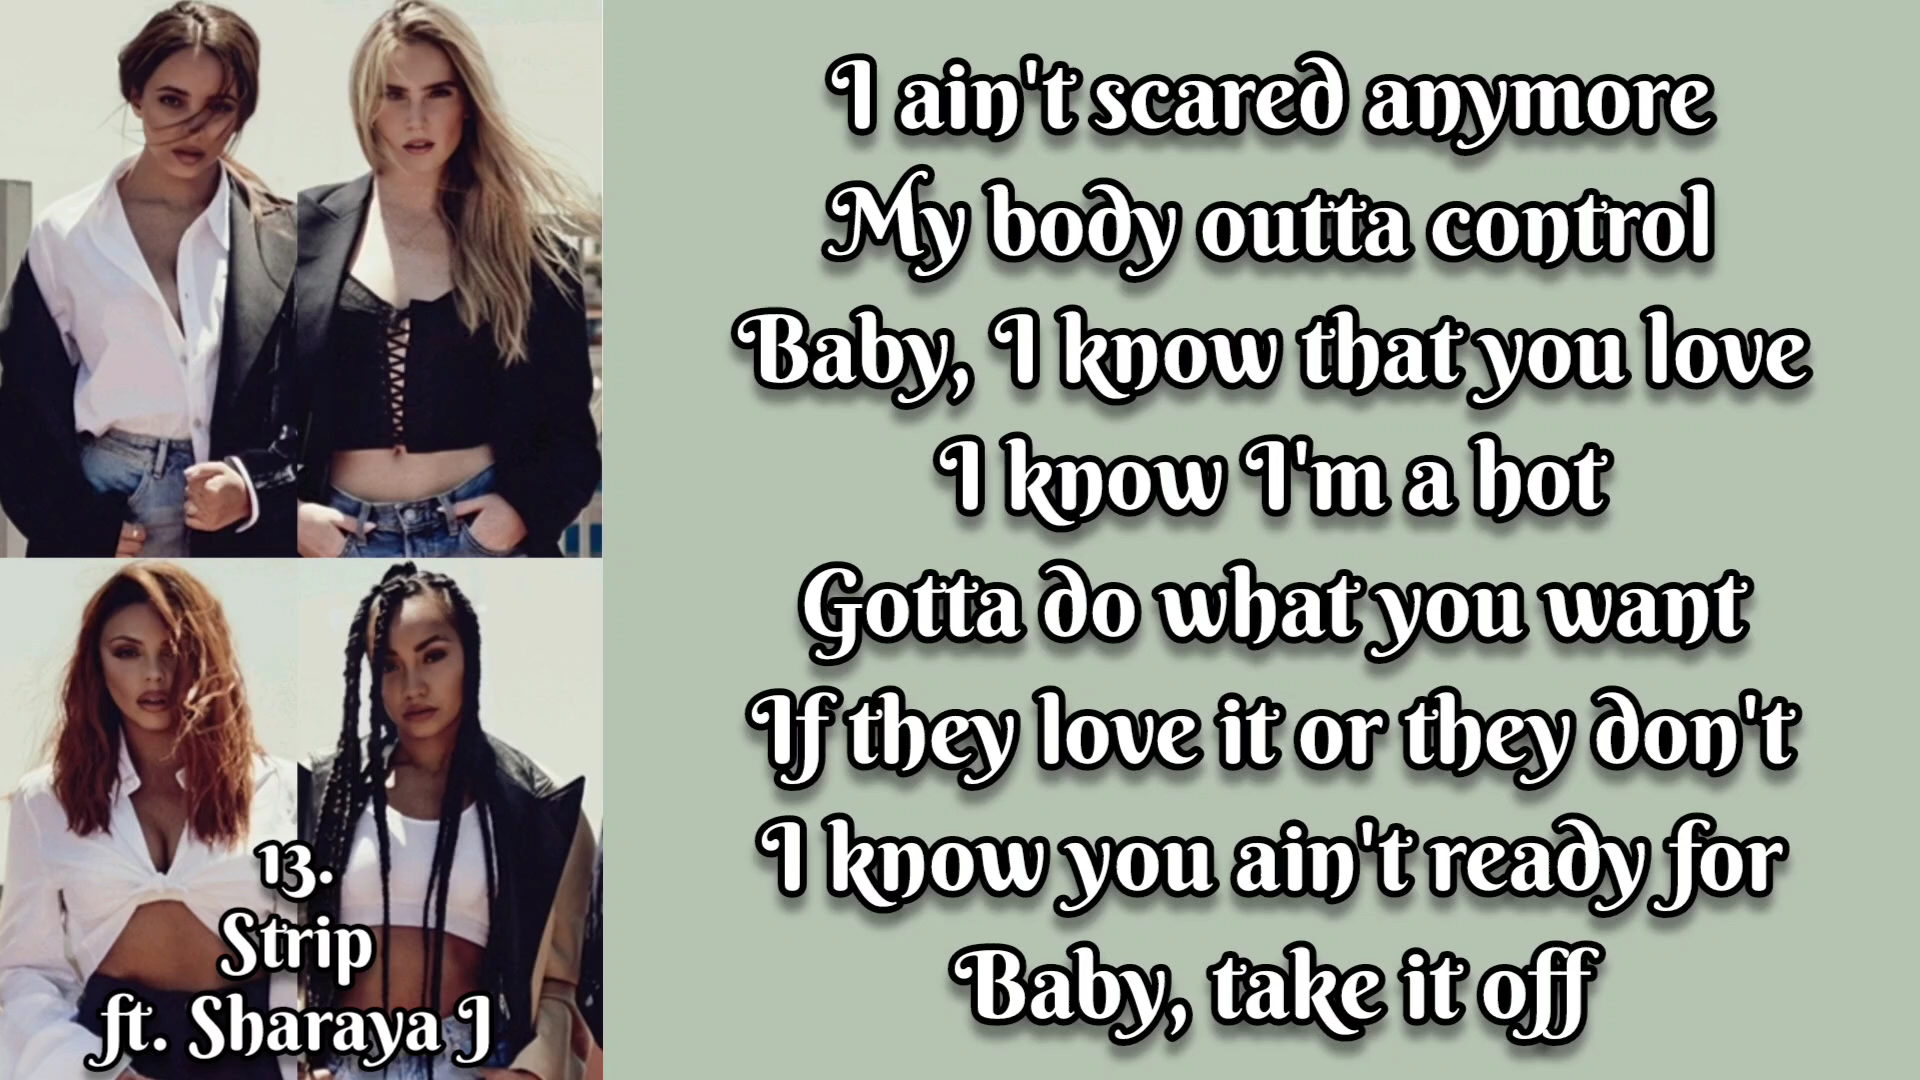 I ain't scared anymore
My body outta control
Baby, I know that you love
I know I'm a hot
Gotta do what you want
If they love it or they don't
I know you ain't ready for
Baby, take it off
13.
Strip
ft. Sharaya J